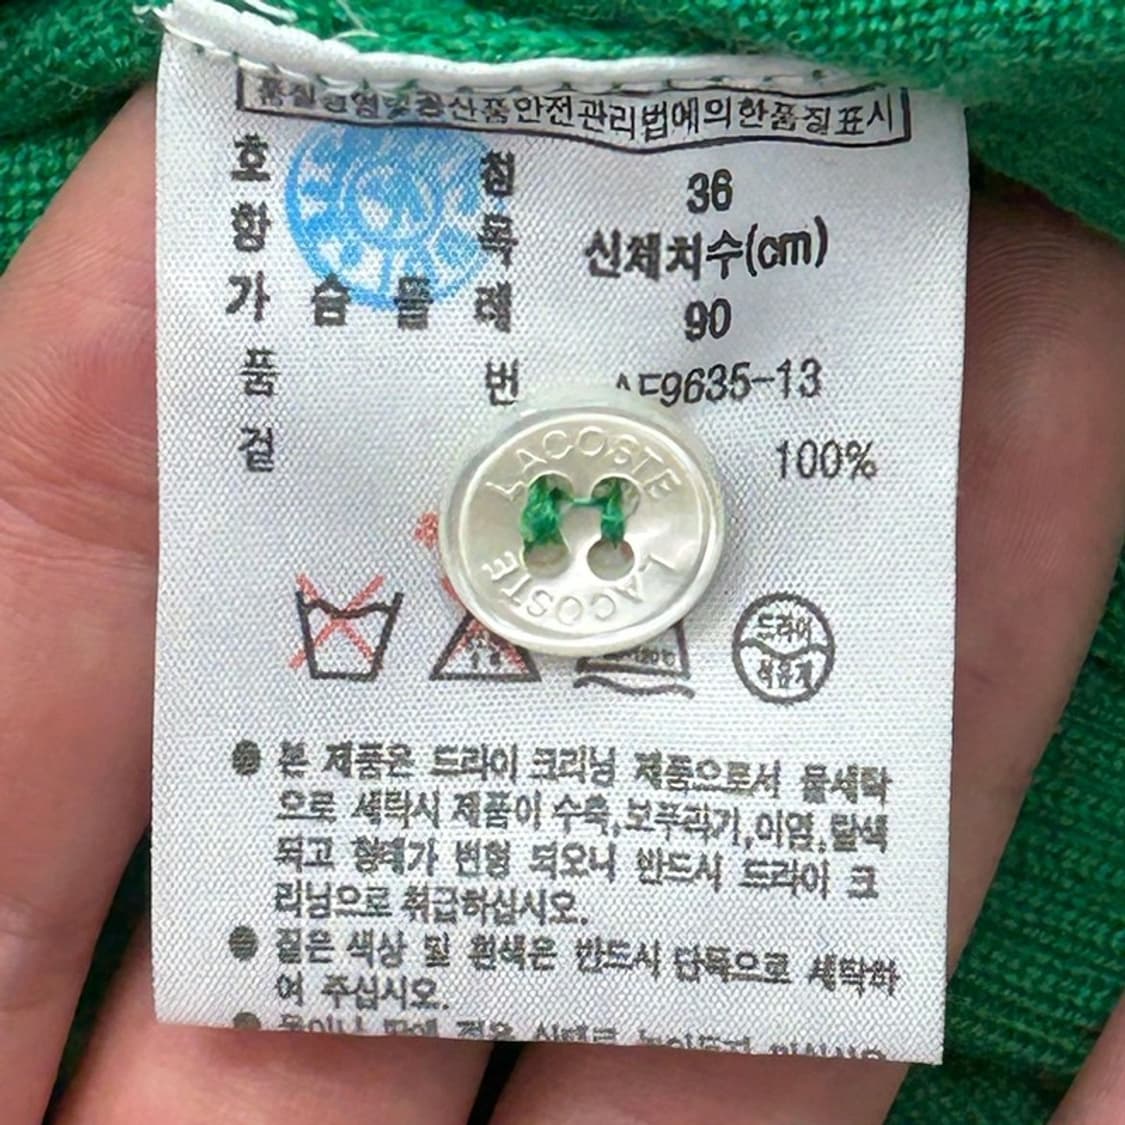 품질경영및공산품안전관리법에의한품질표시
호 칭 36
항 목 신체치수(cm)
가 슴 둘 레 90
품 번 9635-13
겉 100%
LACOSTE
LACOSTE
드라이
석유계
● 본 제품은 드라이 크리닝 제품으로서 물세탁
으로 세탁시 제품이 수축,보푸라기,이염,탈색
되고 형태가 변형 되오니 반드시 드라이 크
리닝으로 취급하십시오.
● 짙은 색상 및 흰색은 반드시 단독으로 세탁하
여 주십시오.